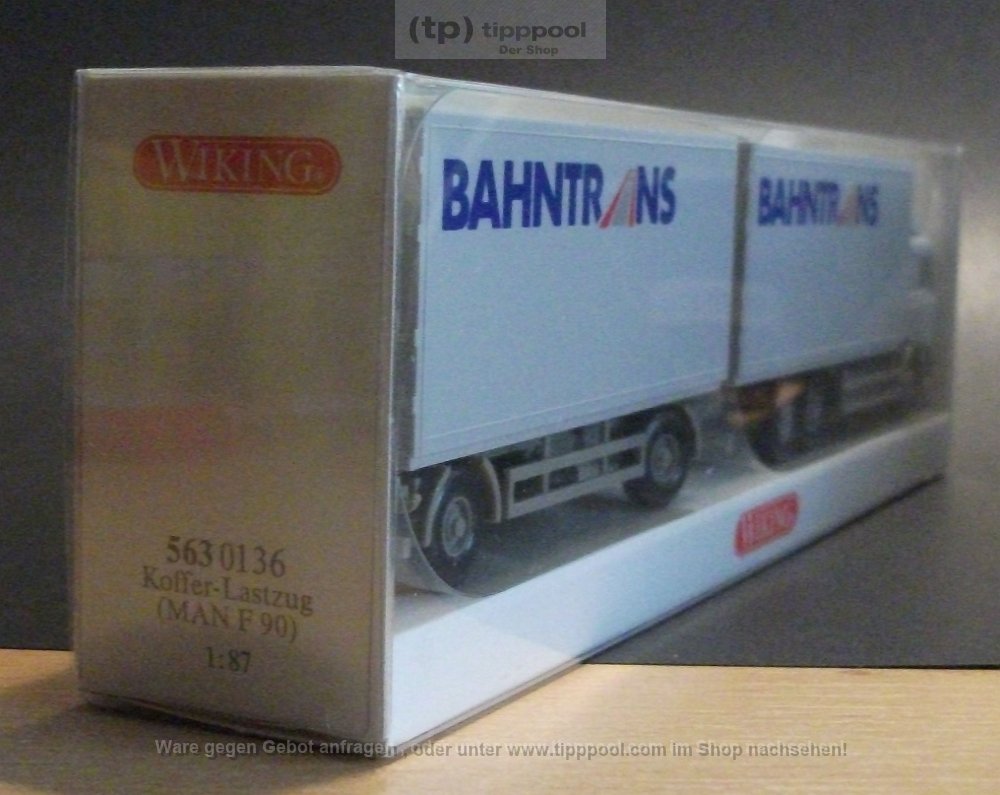 (tp) tipppool
Der Shop
WIKING®
BAHNTRANS
BAHNTRANS
WIKING
563 0136
Koffer-Lastzug
(MAN F 90)
1:87
Ware gegen Gebot anfragen , oder unter www.tipppool.com im Shop nachsehen!